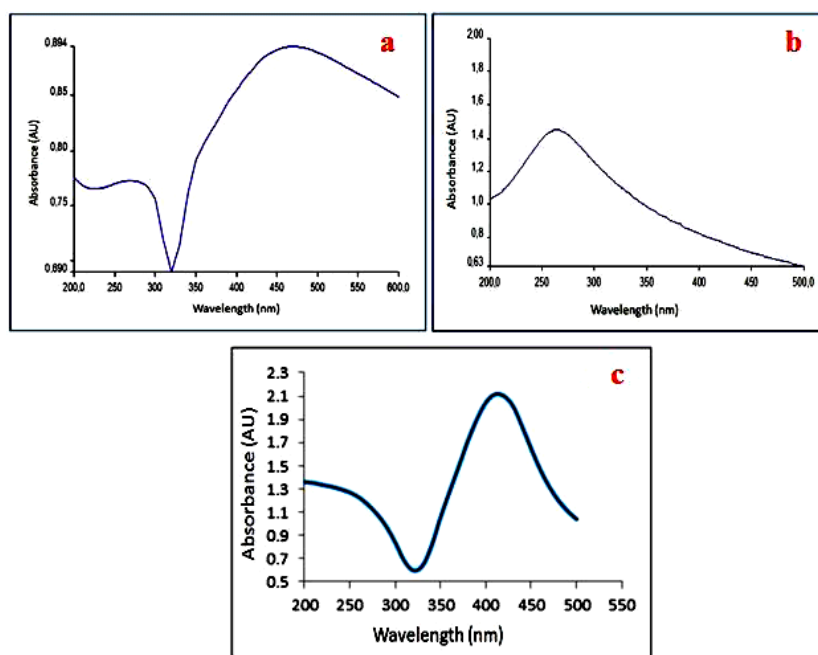 a
0,894
0,85
0,80
0,75
0,690
Absorbance (AU)
200,0 250 300 350 400 450 500 550 600,0
Wavelength (nm)
b
2,00
1,8
1,6
1,4
1,2
1,0
0,8
0,63
Absorbance (AU)
200,0 250 300 350 400 450 500,0
Wavelength (nm)
c
2.3
2.1
1.9
1.7
1.5
1.3
1.1
0.9
0.7
0.5
Absorbance (AU)
200 250 300 350 400 450 500 550
Wavelength (nm)